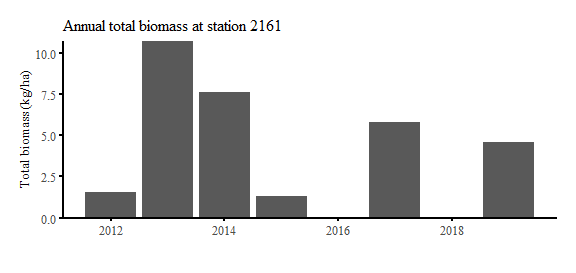 Annual total biomass at station 2161
Total biomass (kg/ha)
10.0
7.5
5.0
2.5
0.0
2012 2014 2016 2018